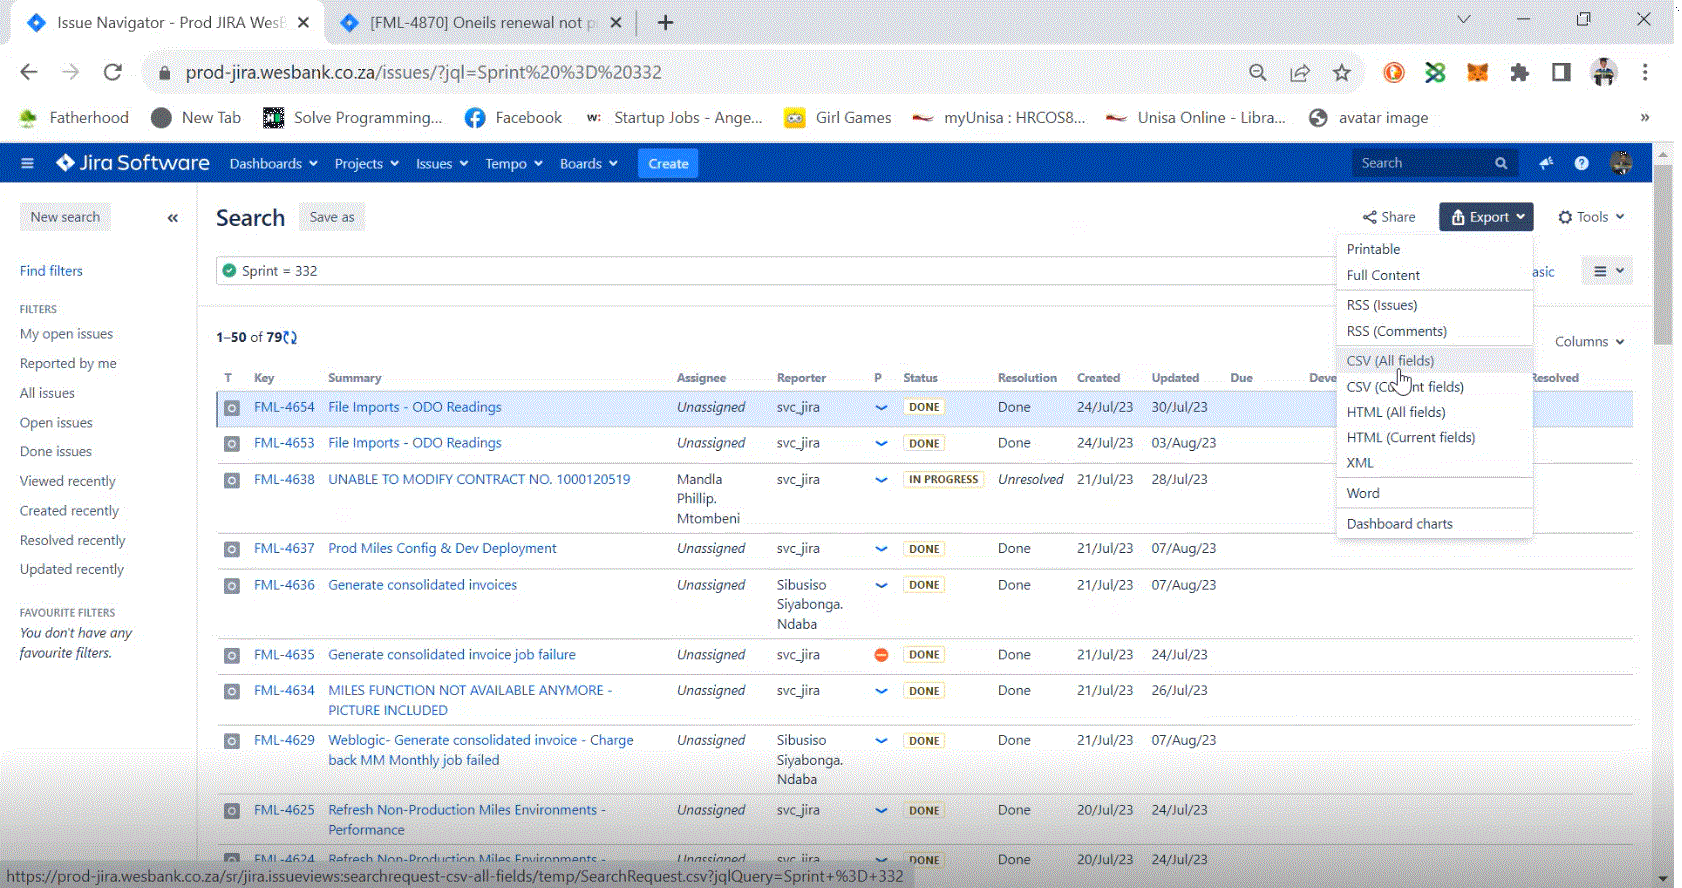 Issue Navigator - Prod JIRA WesB
[FML-4870] Oneils renewal not p
prod-jira.wesbank.co.za/issues/?jql=Sprint%20%3D%20332
Fatherhood
New Tab
Solve Programming...
Facebook
w:
Startup Jobs - Ange...
Girl Games
myUnisa : HRCOS8...
Unisa Online - Libra...
avatar image
»
Jira Software
Dashboards
Projects
Issues
Tempo
Boards
Create
Search
New search
«
Search
Save as
Share
Export
Tools
Find filters
Sprint = 332
asic
FILTERS
My open issues
Reported by me
All issues
Open issues
Done issues
Viewed recently
Created recently
Resolved recently
Updated recently
FAVOURITE FILTERS
You don't have any
favourite filters.
Printable
Full Content
RSS (Issues)
RSS (Comments)
CSV (All fields)
HTML (All fields)
HTML (Current fields)
XML
Word
Dashboard charts
1–50 of 79
Columns
T Key Summary Assignee Reporter P Status Resolution Created Updated Due Deve Resolved
FML-4654 File Imports - ODO Readings Unassigned svc_jira DONE Done 24/Jul/23 30/Jul/23
FML-4653 File Imports - ODO Readings Unassigned svc_jira DONE Done 24/Jul/23 03/Aug/23
FML-4638 UNABLE TO MODIFY CONTRACT NO. 1000120519 Mandla svc_jira IN PROGRESS Unresolved 21/Jul/23 28/Jul/23
Phillip.
Mtombeni
FML-4637 Prod Miles Config & Dev Deployment Unassigned svc_jira DONE Done 21/Jul/23 07/Aug/23
FML-4636 Generate consolidated invoices Unassigned Sibusiso DONE Done 21/Jul/23 07/Aug/23
Siyabonga.
Ndaba
FML-4635 Generate consolidated invoice job failure Unassigned svc_jira DONE Done 21/Jul/23 24/Jul/23
FML-4634 MILES FUNCTION NOT AVAILABLE ANYMORE - Unassigned svc_jira DONE Done 21/Jul/23 26/Jul/23
PICTURE INCLUDED
FML-4629 Weblogic- Generate consolidated invoice - Charge Unassigned Sibusiso DONE Done 21/Jul/23 07/Aug/23
back MM Monthly job failed Siyabonga.
Ndaba
FML-4625 Refresh Non-Production Miles Environments - Unassigned svc_jira DONE Done 20/Jul/23 24/Jul/23
Performance
FML-4624 Refresh Non-Production Miles Environments - Unassigned svc_jira DONE Done 20/Jul/23 24/Jul/23
https://prod-jira.wesbank.co.za/sr/jira.issueviews:searchrequest-csv-all-fields/temp/SearchRequest.csv?jqlQuery=Sprint+%3D+332